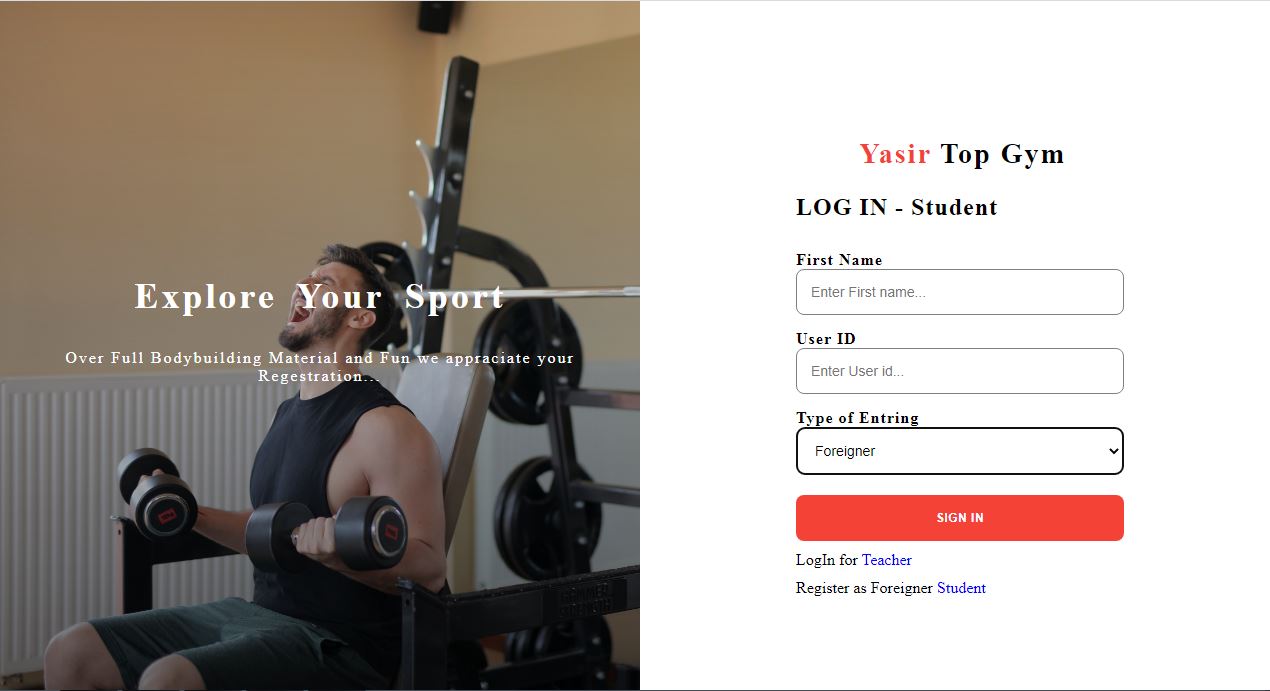 Explore Your Sport
Over Full Bodybuilding Material and Fun we appraciate your
Regestration...
HAMMER
STRENGTH
Yasir Top Gym
LOG IN - Student
First Name
Enter First name...
User ID
Enter User id...
Type of Entring
Foreigner
SIGN IN
LogIn for Teacher
Register as Foreigner Student